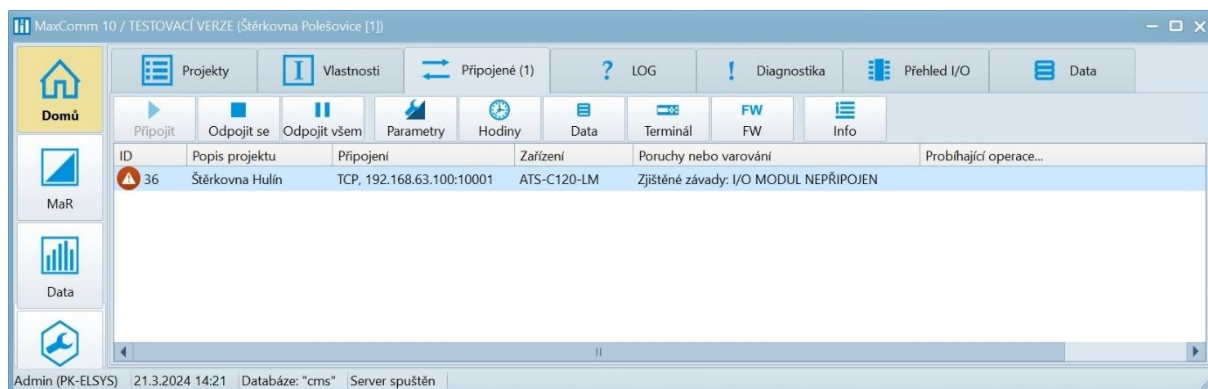 MaxComm 10 / TESTOVACÍ VERZE (Štěrkovna Polešovice [1])
Domů
MaR
Data
Projekty Vlastnosti Připojené (1) ? LOG ! Diagnostika Přehled I/O Data
Připojit Odpojit se Odpojit všem Parametry Hodiny Data Terminál FW FW Info
ID Popis projektu Připojení Zařízení Poruchy nebo varování Probíhající operace...
36 Štěrkovna Hulín TCP, 192.168.63.100:10001 ATS-C120-LM Zjištěné závady: I/O MODUL NEPŘIPOJEN
Admin (PK-ELSYS) 21.3.2024 14:21 Databáze: "cms" Server spuštěn